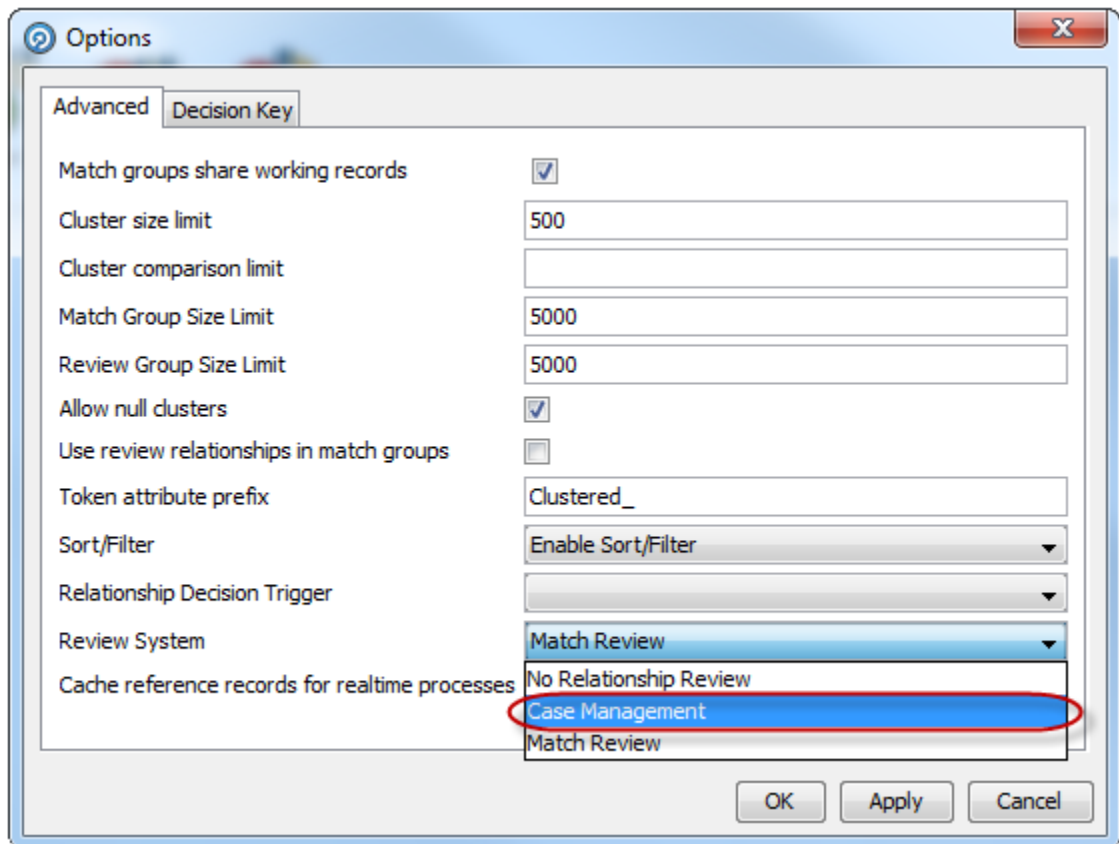 Options
Advanced Decision Key
Match groups share working records
Cluster size limit 500
Cluster comparison limit
Match Group Size Limit 5000
Review Group Size Limit 5000
Allow null clusters
Use review relationships in match groups
Token attribute prefix Clustered_
Sort/Filter Enable Sort/Filter
Relationship Decision Trigger
Review System Match Review
Cache reference records for realtime processes No Relationship Review
Case Management
Match Review
OK Apply Cancel